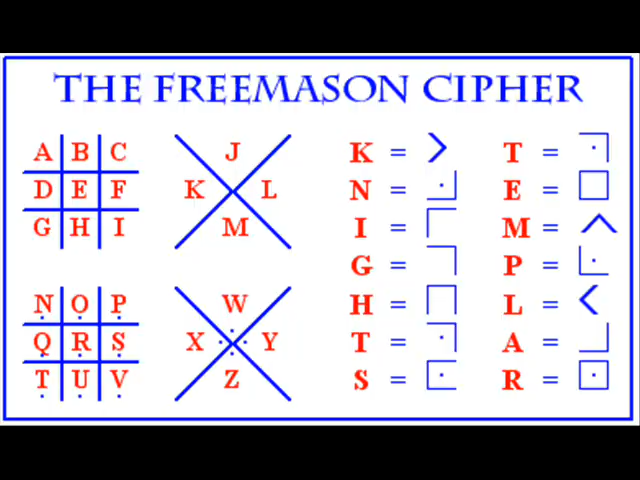 THE FREEMASON CIPHER
A B C
D E F
G H I
J
K L
M
N O P
Q R S
T U V
W
X Y
Z
K =
N =
I =
G =
H =
T =
S =
T =
E =
M =
P =
L =
A =
R =